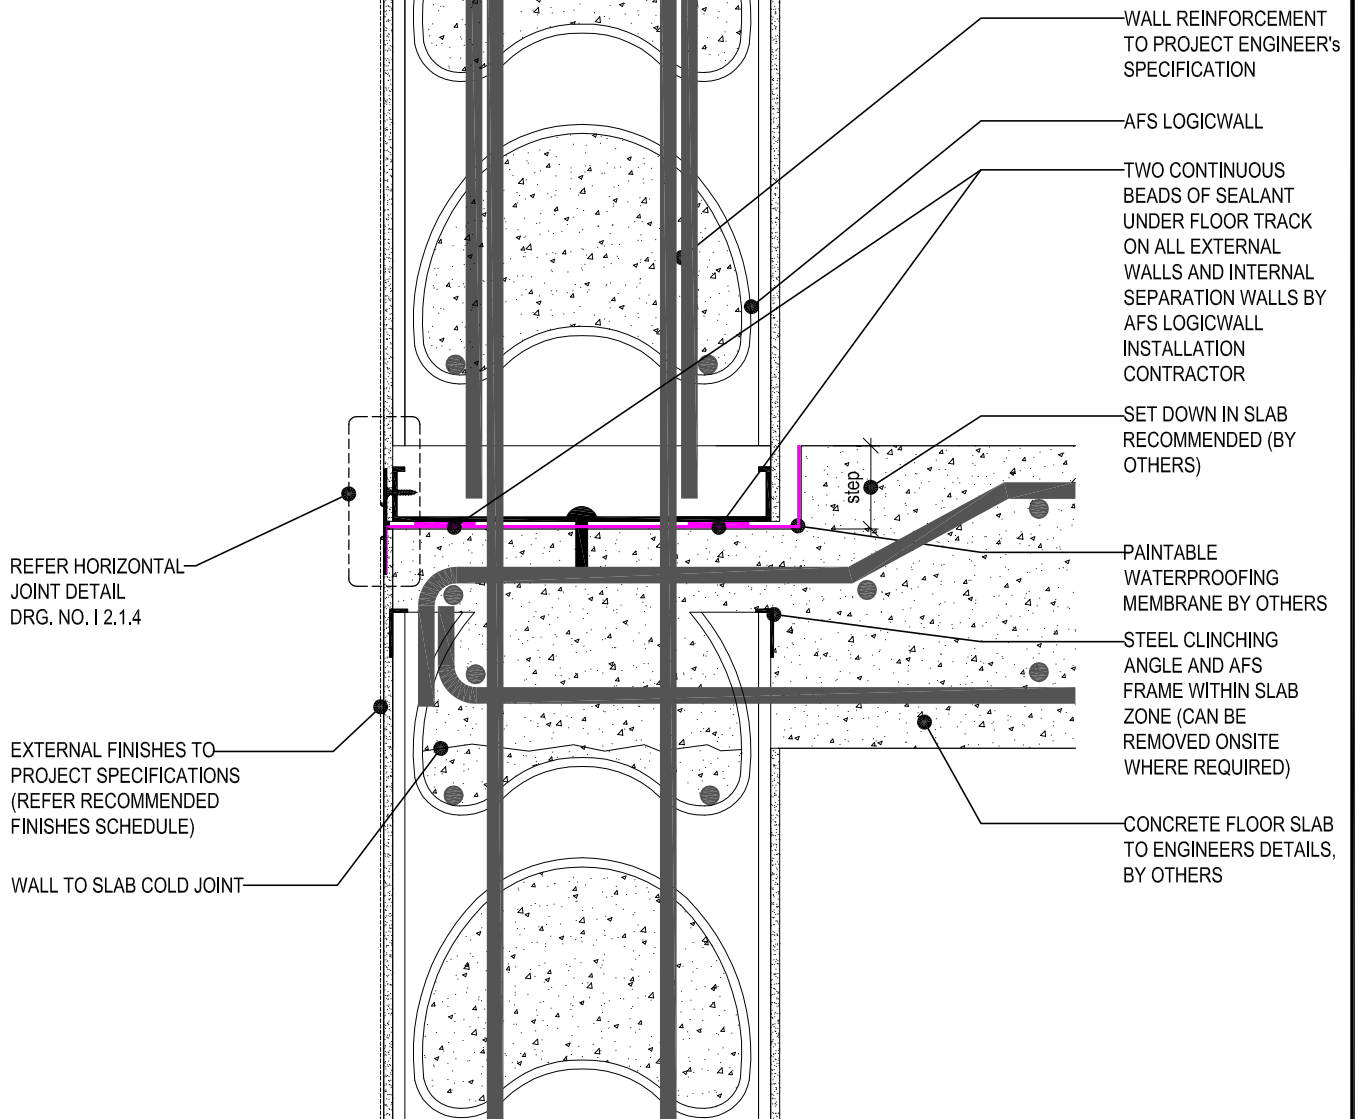 WALL REINFORCEMENT
TO PROJECT ENGINEER's
SPECIFICATION
AFS LOGICWALL
TWO CONTINUOUS
BEADS OF SEALANT
UNDER FLOOR TRACK
ON ALL EXTERNAL
WALLS AND INTERNAL
SEPARATION WALLS BY
AFS LOGICWALL
INSTALLATION
CONTRACTOR
SET DOWN IN SLAB
RECOMMENDED (BY
OTHERS)
step
PAINTABLE
WATERPROOFING
MEMBRANE BY OTHERS
STEEL CLINCHING
ANGLE AND AFS
FRAME WITHIN SLAB
ZONE (CAN BE
REMOVED ONSITE
WHERE REQUIRED)
CONCRETE FLOOR SLAB
TO ENGINEERS DETAILS,
BY OTHERS
REFER HORIZONTAL
JOINT DETAIL
DRG. NO. I 2.1.4
EXTERNAL FINISHES TO
PROJECT SPECIFICATIONS
(REFER RECOMMENDED
FINISHES SCHEDULE)
WALL TO SLAB COLD JOINT